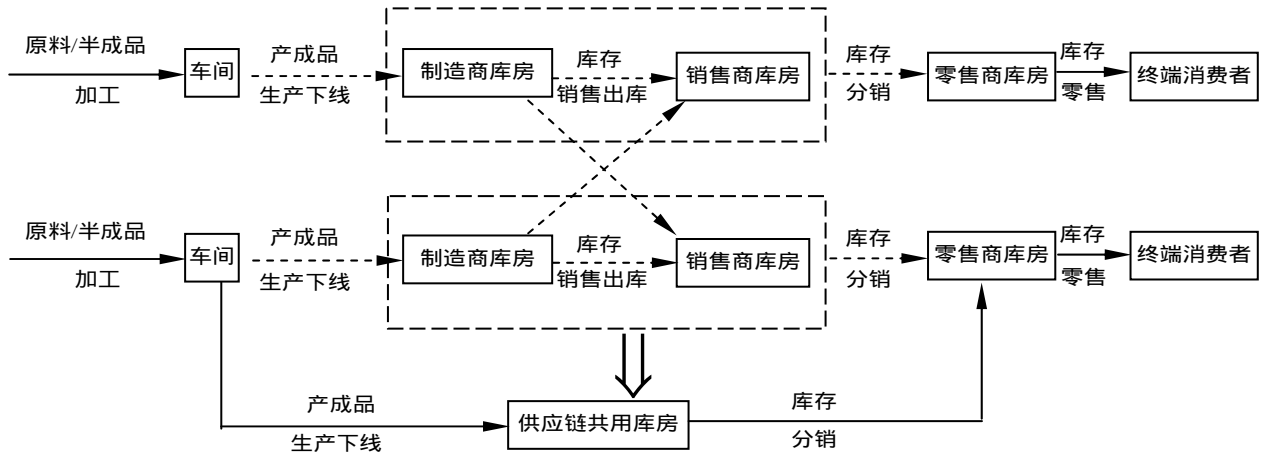 原料/半成品
加工
车间
产成品
生产下线
制造商库房
库存
销售出库
销售商库房
库存
分销
零售商库房
库存
零售
终端消费者
原料/半成品
加工
车间
产成品
生产下线
制造商库房
库存
销售出库
销售商库房
库存
分销
零售商库房
库存
零售
终端消费者
产成品
生产下线
供应链共用库房
库存
分销